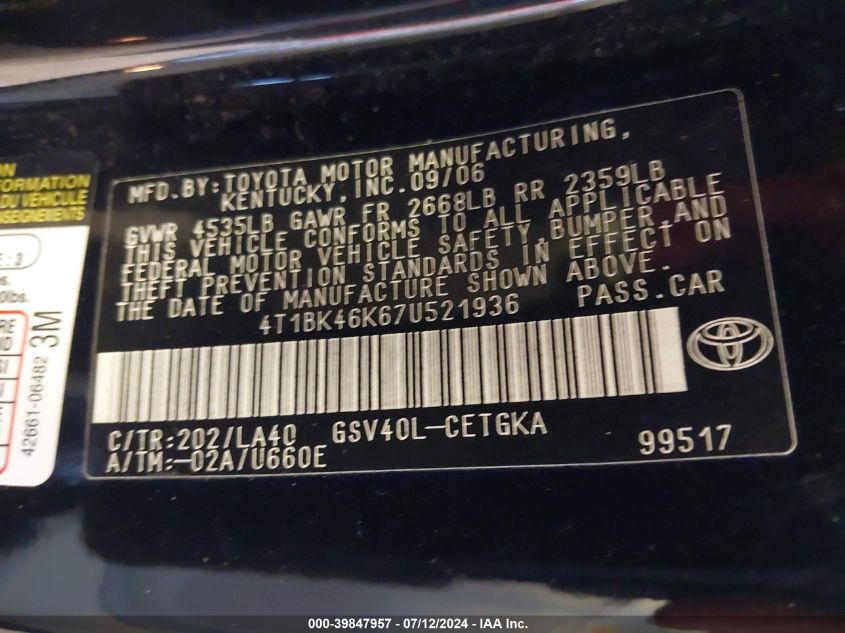 MFD.BY:TOYOTA MOTOR MANUFACTURING,
KENTUCKY,INC.09/06
GVWR 4535LB GAWR FR 2668LB RR 2359LB
THIS VEHICLE CONFORMS TO ALL APPLICABLE
FEDERAL MOTOR VEHICLE SAFETY,BUMPER,AND
THEFT PREVENTION STANDARDS IN EFFECT ON
THE DATE OF MANUFACTURE SHOWN ABOVE.
4T1BK46K67U521936 PASS.CAR
C/TR:202/LA40 GSV40L-CETGKA
A/TM:-02A/U660E 99517
FORMATION
DU VÉHICULE
42661-06482 3M
000-39847957 - 07/12/2024 - IAA Inc.